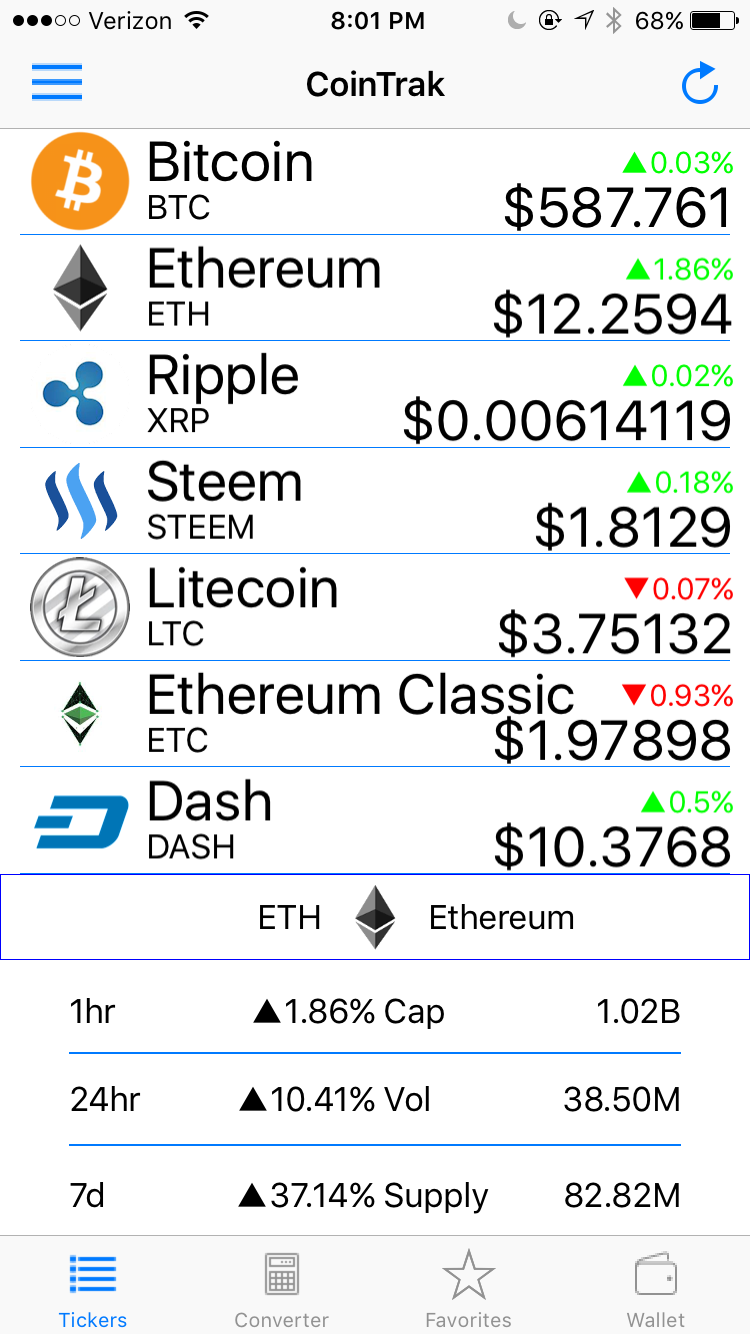 Verizon 8:01 PM 68%
CoinTrak
Bitcoin ▲0.03%
BTC $587.761
Ethereum ▲1.86%
ETH $12.2594
Ripple ▲0.02%
XRP $0.00614119
Steem ▲0.18%
STEEM $1.8129
Litecoin ▼0.07%
LTC $3.75132
Ethereum Classic ▼0.93%
ETC $1.97898
Dash ▲0.5%
DASH $10.3768
ETH Ethereum
1hr ▲1.86% Cap 1.02B
24hr ▲10.41% Vol 38.50M
7d ▲37.14% Supply 82.82M
Tickers Converter Favorites Wallet